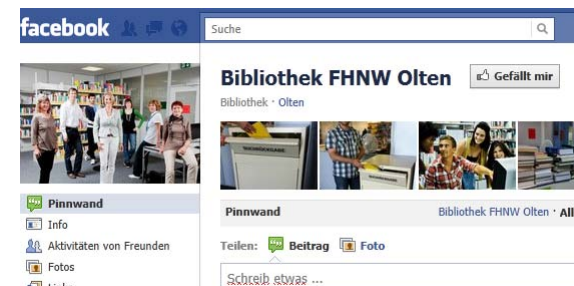 facebook
Suche
Bibliothek FHNW Olten
Gefällt mir
Bibliothek · Olten
Pinnwand
Info
Aktivitäten von Freunden
Fotos
Links
Pinnwand
Bibliothek FHNW Olten · All
Teilen: Beitrag Foto
Schreib etwas ...